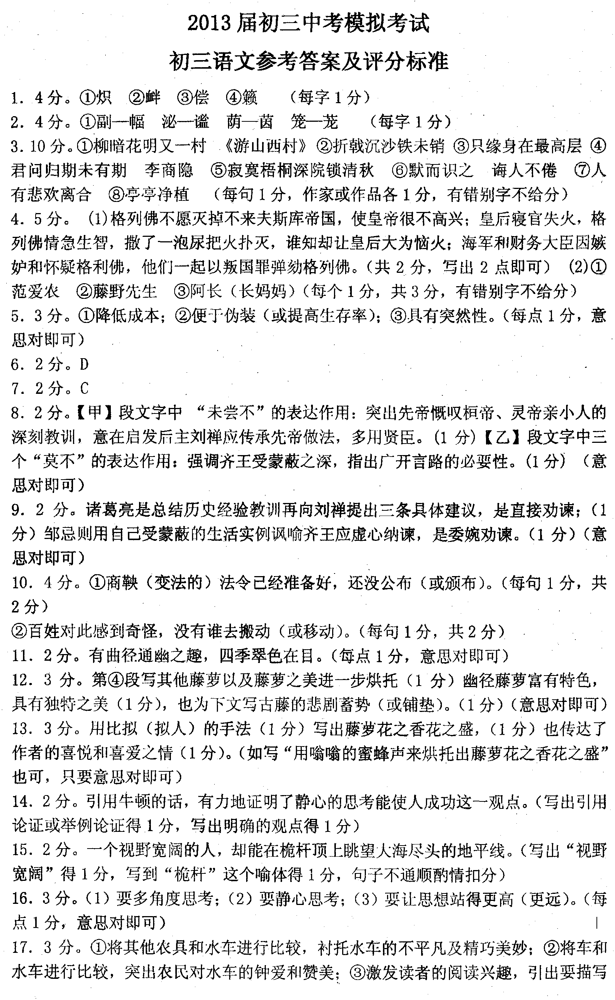 2013 届初三中考模拟考试
初三语文参考答案及评分标准
1. 4 分。①炽 ②衅 ③偿 ④籁 （每字 1 分）
2. 4 分。①副—幅 泌—谧 荫—茵 笼—茏 （每字 1 分）
3. 10 分。①柳暗花明又一村 《游山西村》 ②折戟沉沙铁未销 ③只缘身在最高层 ④
君问归期未有期 李商隐 ⑤寂寞梧桐深院锁清秋 ⑥默而识之 诲人不倦 ⑦人
有悲欢离合 ⑧亭亭净植 （每句 1 分，作家或作品各 1 分，有错别字不给分）
4. 5 分。 (1)格列佛不愿灭掉不来夫斯库帝国，使皇帝很不高兴；皇后寝官失火，格
列佛情急生智，撒了一泡尿把火扑灭，谁知却让皇后大为恼火；海军和财务大臣因嫉
妒和怀疑格利佛，他们一起以叛国罪弹劾格列佛。（共 2 分，写出 2 点即可） (2)①
范爱农 ②藤野先生 ③阿长（长妈妈）（每个 1 分，共 3 分，有错别字不给分）
5. 3 分。①降低成本；②便于伪装（或提高生存率）；③具有突然性。（每点 1 分，意
思对即可）
6. 2 分。D
7. 2 分。C
8. 2 分。【甲】段文字中 “未尝不”的表达作用：突出先帝慨叹桓帝、灵帝亲小人的
深刻教训，意在启发后主刘禅应传承先帝做法，多用贤臣。(1 分)【乙】段文字中三
个“莫不”的表达作用：强调齐王受蒙蔽之深，指出广开言路的必要性。(1 分) （意
思对即可）
9. 2 分。诸葛亮是总结历史经验教训再向刘禅提出三条具体建议，是直接劝谏；（1
分）邹忌则用自己受蒙蔽的生活实例讽喻齐王应虚心纳谏，是委婉劝谏。（1 分）（意
思对即可）
10. 4 分。①商鞅（变法的）法令已经准备好，还没公布（或颁布）。（每句 1 分，共
2 分）
②百姓对此感到奇怪，没有谁去搬动（或移动）。（每句 1 分，共 2 分）
11. 2 分。有曲径通幽之趣，四季翠色在目。（每点 1 分，意思对即可）
12. 3 分。第④段写其他藤萝以及藤萝之美进一步烘托（1 分）幽径藤萝富有特色，
具有独特之美（1 分），也为下文写古藤的悲剧蓄势（或铺垫）。（1 分）（意思对即可）
13. 3 分。用比拟（拟人）的手法（1 分）写出藤萝花之香花之盛，（1 分）也传达了
作者的喜悦和喜爱之情（1 分）。（如写“用嗡嗡的蜜蜂声来烘托出藤萝花之香花之盛”
也可，只要意思对即可）
14. 2 分。引用牛顿的话，有力地证明了静心的思考能使人成功这一观点。（写出引用
论证或举例论证得 1 分，写出明确的观点得 1 分）
15. 2 分。一个视野宽阔的人，却能在桅杆顶上眺望大海尽头的地平线。（写出“视野
宽阔”得 1 分，写到“桅杆”这个喻体得 1 分，句子不通顺酌情扣分）
16. 3 分。（1）要多角度思考；（2）要静心思考；（3）要让思想站得更高（更远）。（每
点 1 分，意思对即可）
17. 3 分。①将其他农具和水车进行比较，衬托水车的不平凡及精巧美妙；②将车和
水车进行比较，突出农民对水车的钟爱和赞美；③激发读者的阅读兴趣，引出要描写